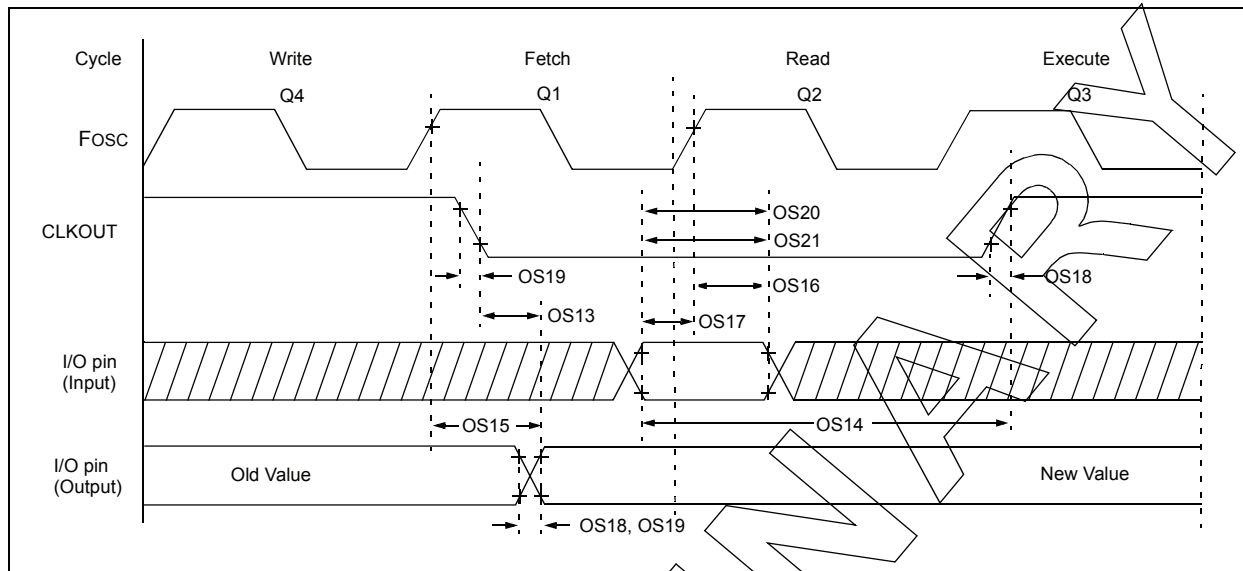 Cycle Write Fetch Read Execute
Q4 Q1 Q2 Q3
FOSC
CLKOUT
OS20
OS21
OS19 OS16 OS18
OS13 OS17
I/O pin
(Input)
OS15 OS14
I/O pin
(Output)
Old Value New Value
OS18, OS19